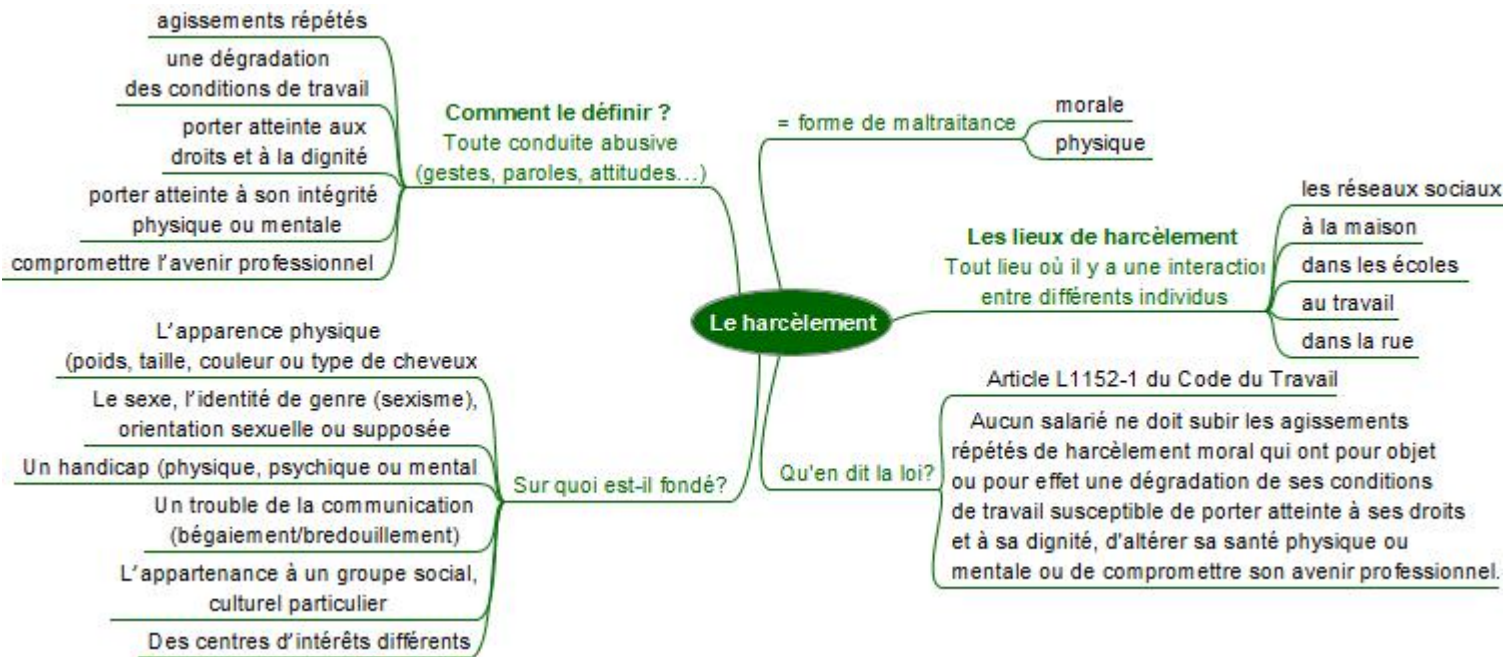 Le harcèlement
= forme de maltraitance
morale
physique
Les lieux de harcèlement
Tout lieu où il y a une interaction
entre différents individus
les réseaux sociaux
à la maison
dans les écoles
au travail
dans la rue
Qu'en dit la loi?
Article L1152-1 du Code du Travail
Aucun salarié ne doit subir les agissements
répétés de harcèlement moral qui ont pour objet
ou pour effet une dégradation de ses conditions
de travail susceptible de porter atteinte à ses droits
et à sa dignité, d'altérer sa santé physique ou
mentale ou de compromettre son avenir professionnel.
Comment le définir ?
Toute conduite abusive
(gestes, paroles, attitudes…)
agissements répétés
une dégradation
des conditions de travail
porter atteinte aux
droits et à la dignité
porter atteinte à son intégrité
physique ou mentale
compromettre l’avenir professionnel
Sur quoi est-il fondé?
L’apparence physique
(poids, taille, couleur ou type de cheveux
Le sexe, l’identité de genre (sexisme),
orientation sexuelle ou supposée
Un handicap (physique, psychique ou mental
Un trouble de la communication
(bégaiement/bredouillement)
L’appartenance à un groupe social,
culturel particulier
Des centres d’intérêts différents